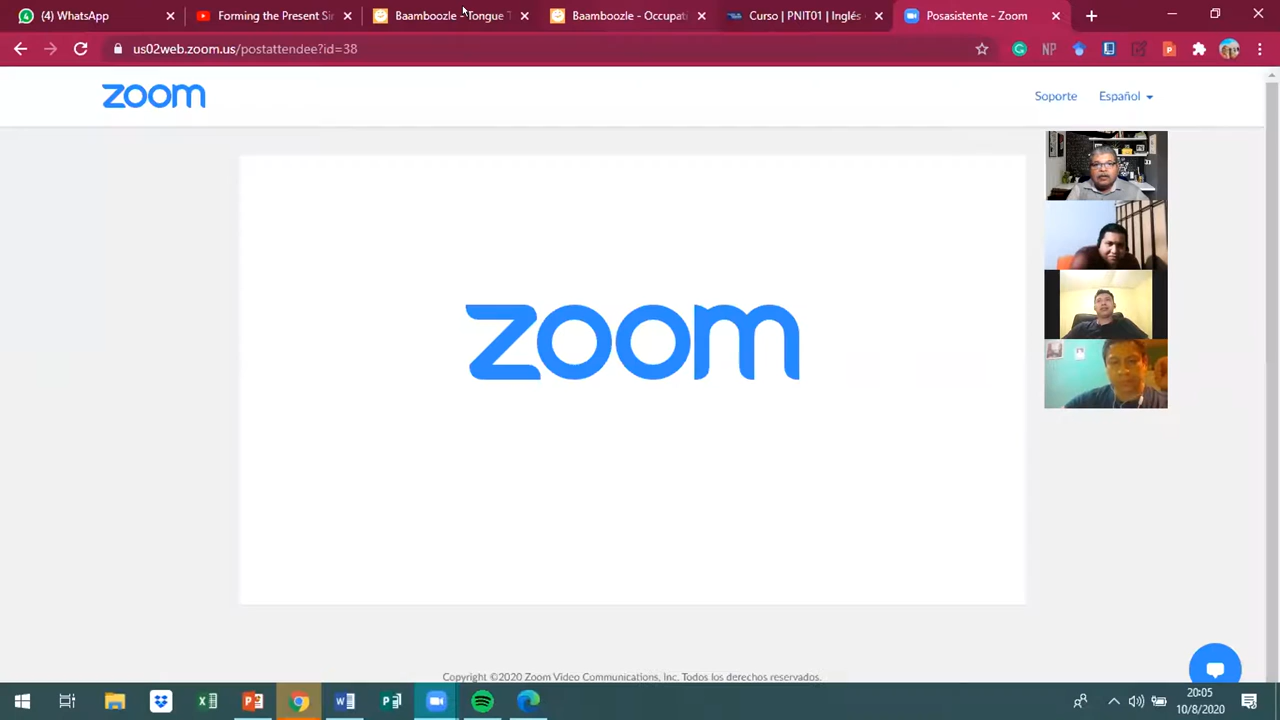 (4) WhatsApp
Forming the Present Sin
Baamboozle - Tongue T
Baamboozle - Occupati
Curso | PNIT01 | Inglés
Posasistente - Zoom
us02web.zoom.us/postattendee?id=38
NP
zoom
Soporte
Español
zoom
Copyright ©2020 Zoom Video Communications, Inc. Todos los derechos reservados.
20:05
10/8/2020